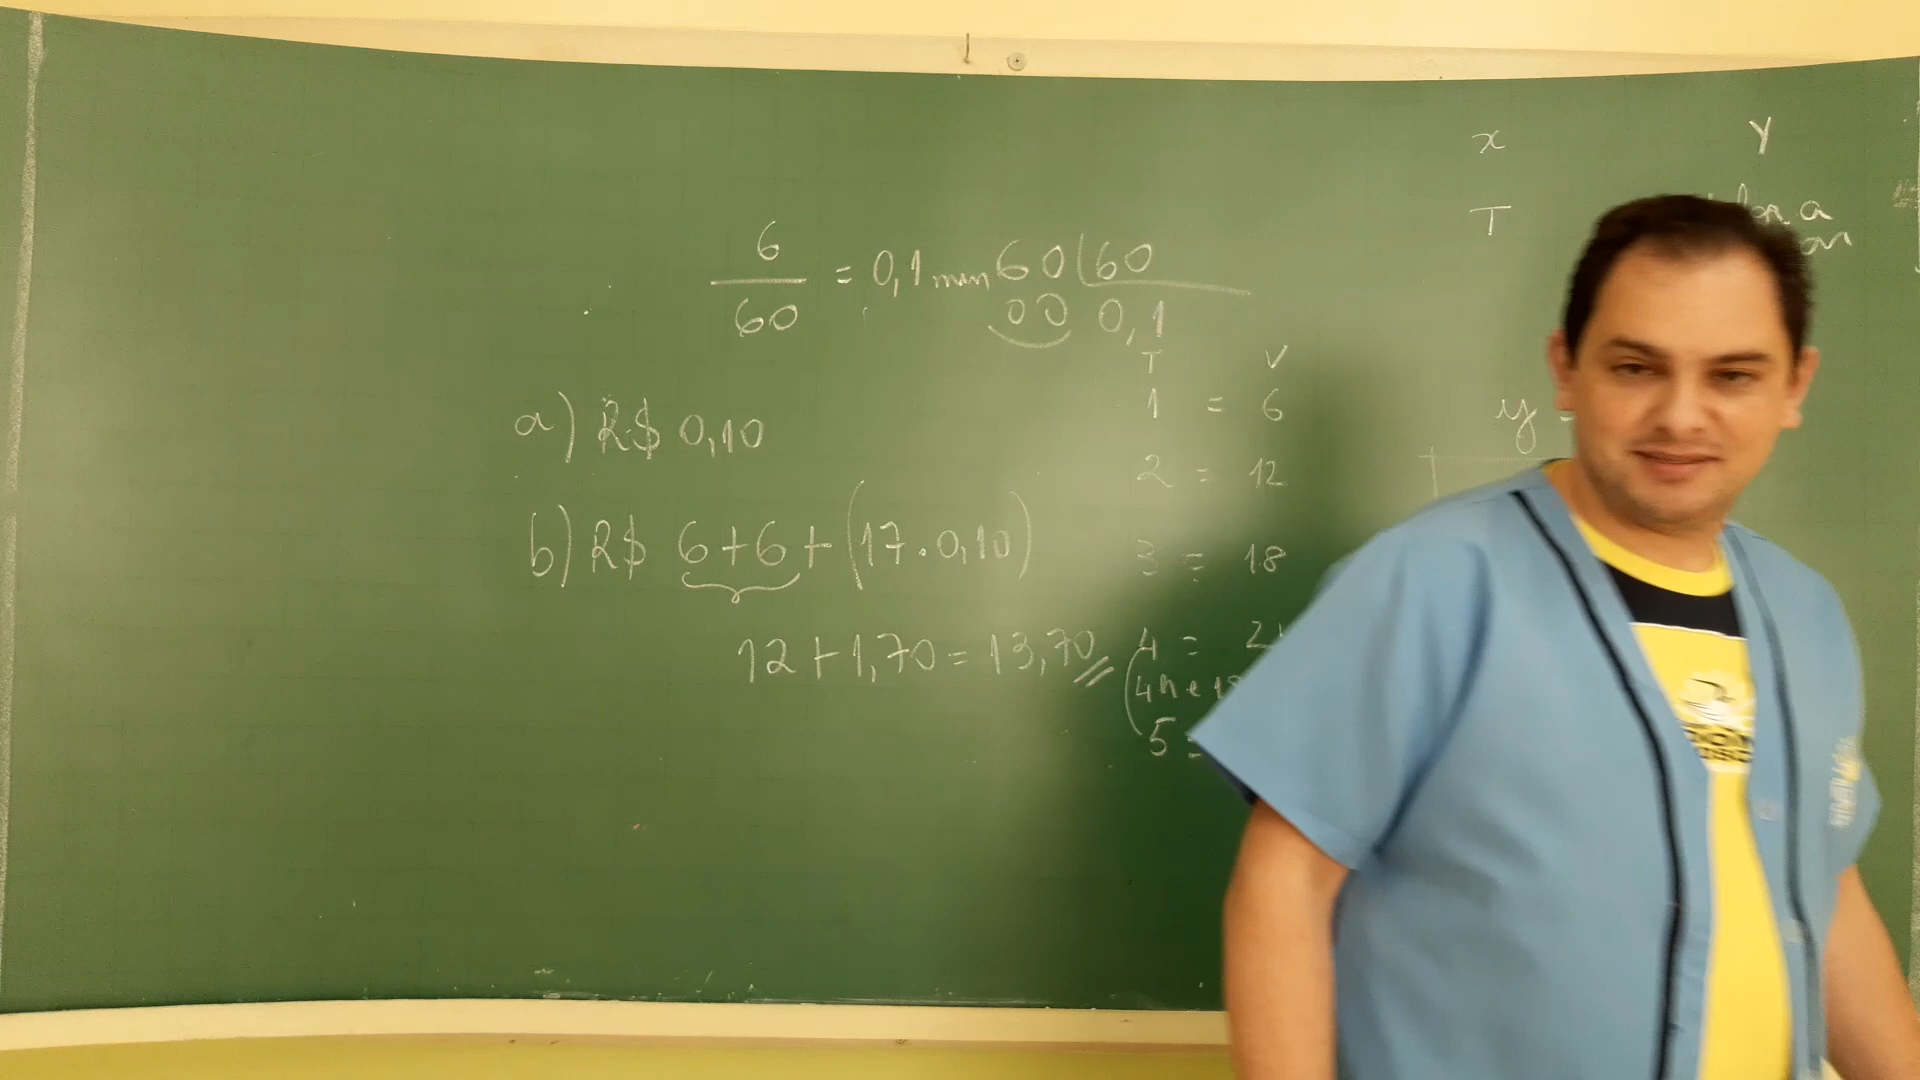 x Y
T
6/60 = 0,1 min
60 (60
00 0,1
a) R$ 0,10
b) R$ 6+6+(17.0,10)
12+1,70=13,70
T V
1 = 6
2 = 12
3 = 18
4 =
4h e
5 =
y =